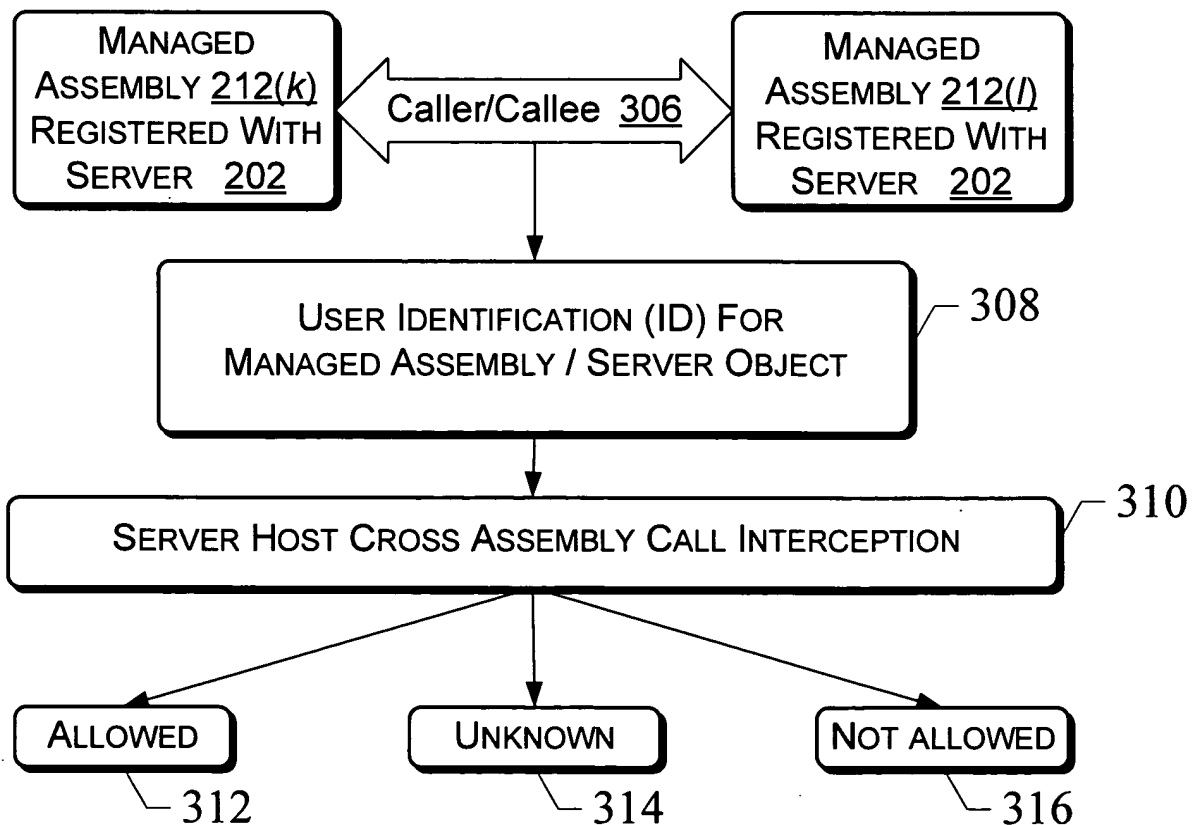 MANAGED
ASSEMBLY 212(k)
REGISTERED WITH
SERVER 202
Caller/Callee 306
MANAGED
ASSEMBLY 212(l)
REGISTERED WITH
SERVER 202
USER IDENTIFICATION (ID) FOR
MANAGED ASSEMBLY / SERVER OBJECT
308
SERVER HOST CROSS ASSEMBLY CALL INTERCEPTION
310
ALLOWED
UNKNOWN
NOT ALLOWED
312
314
316